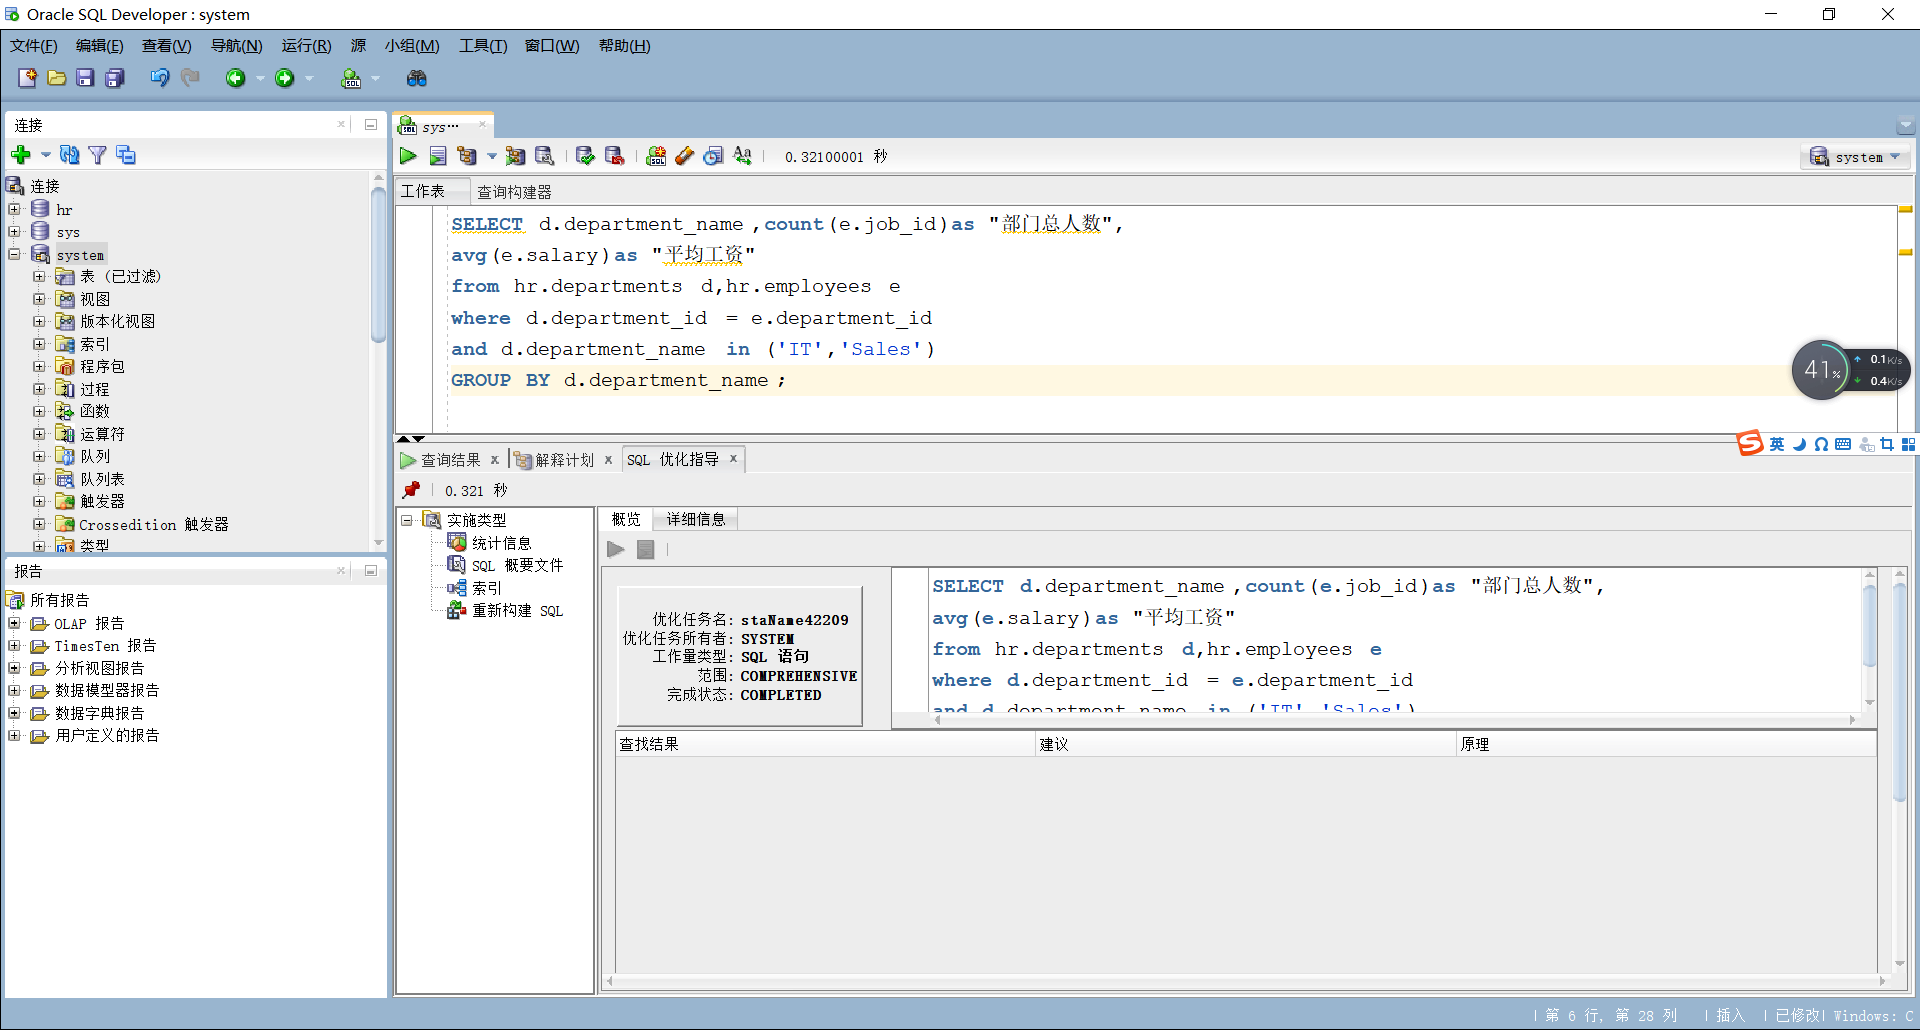 Oracle SQL Developer : system
文件(F) 编辑(E) 查看(V) 导航(N) 运行(R) 源 小组(M) 工具(T) 窗口(W) 帮助(H)
连接
连接
hr
sys
system
表 (已过滤)
视图
版本化视图
索引
程序包
过程
函数
运算符
队列
队列表
触发器
Crossedition 触发器
类型
报告
所有报告
OLAP 报告
TimesTen 报告
分析视图报告
数据模型器报告
数据字典报告
用户定义的报告
sys…
0.32100001 秒
system
工作表 查询构建器
SELECT d.department_name ,count(e.job_id)as "部门总人数",
avg(e.salary)as "平均工资"
from hr.departments d,hr.employees e
where d.department_id = e.department_id
and d.department_name in ('IT','Sales')
GROUP BY d.department_name ;
41%
0.1K/s
0.4K/s
英
查询结果 解释计划 SQL 优化指导
0.321 秒
实施类型
统计信息
SQL 概要文件
索引
重新构建 SQL
概览 详细信息
优化任务名: staName42209
优化任务所有者: SYSTEM
工作量类型: SQL 语句
范围: COMPREHENSIVE
完成状态: COMPLETED
SELECT d.department_name ,count(e.job_id)as "部门总人数",
avg(e.salary)as "平均工资"
from hr.departments d,hr.employees e
where d.department_id = e.department_id
and d.department_name in ('IT','Sales')
查找结果 建议 原理
第 6 行, 第 28 列 | 插入 | 已修改| Windows: C